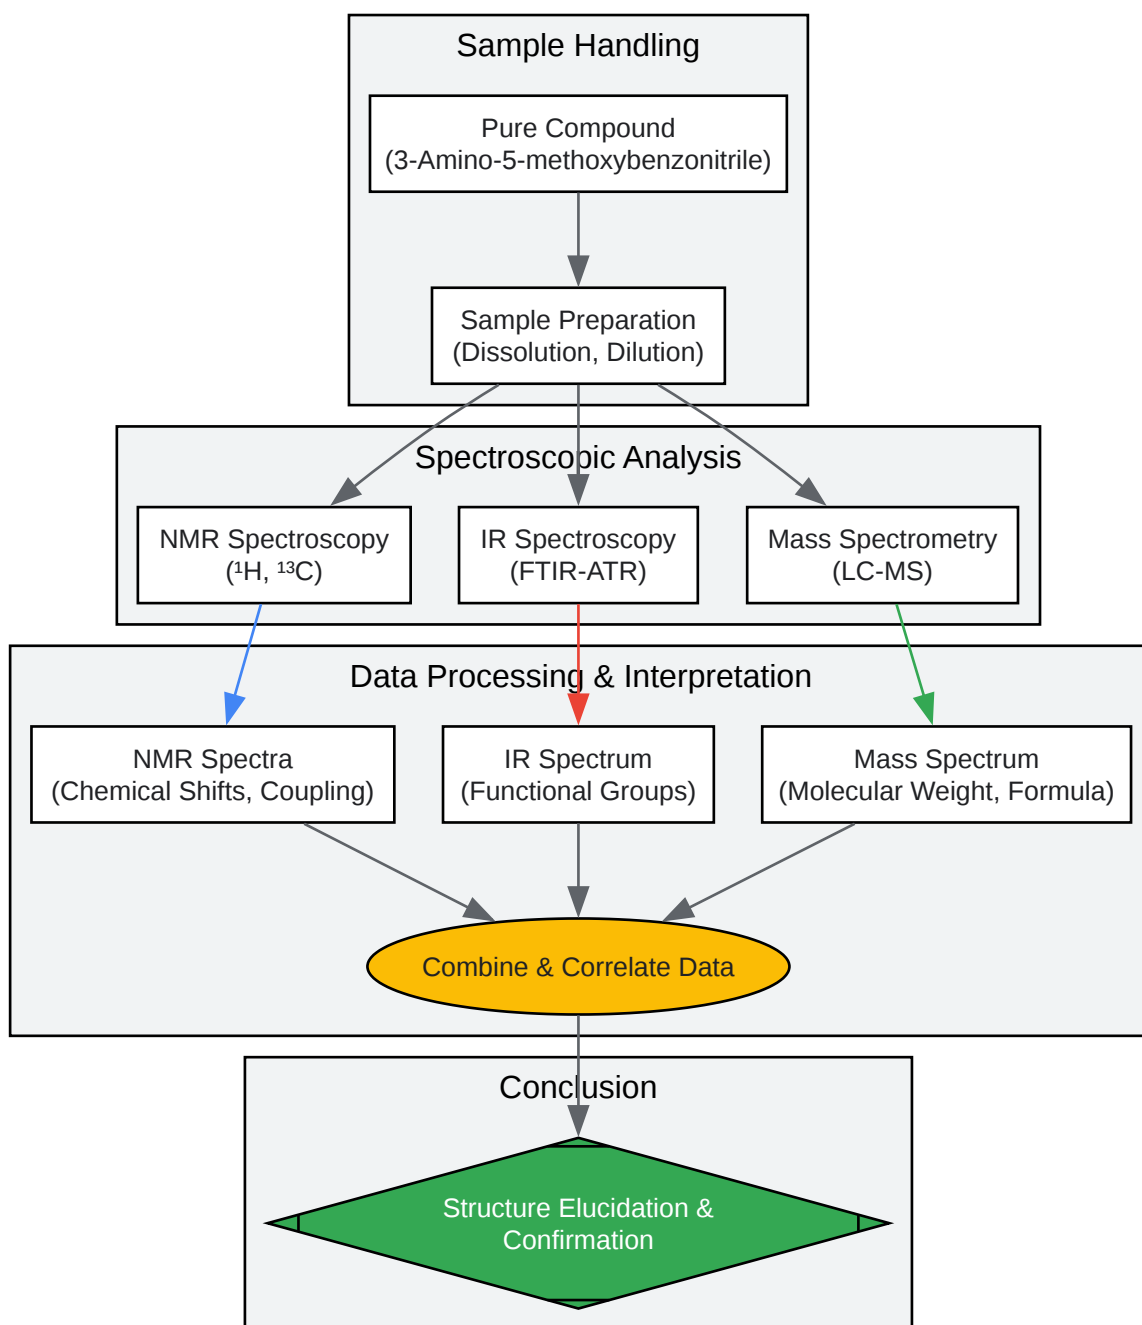 Sample Handling
Pure Compound
(3-Amino-5-methoxybenzonitrile)
Sample Preparation
(Dissolution, Dilution)
Spectroscopic Analysis
NMR Spectroscopy
(¹H, ¹³C)
IR Spectroscopy
(FTIR-ATR)
Mass Spectrometry
(LC-MS)
Data Processing & Interpretation
NMR Spectra
(Chemical Shifts, Coupling)
IR Spectrum
(Functional Groups)
Mass Spectrum
(Molecular Weight, Formula)
Combine & Correlate Data
Conclusion
Structure Elucidation &
Confirmation